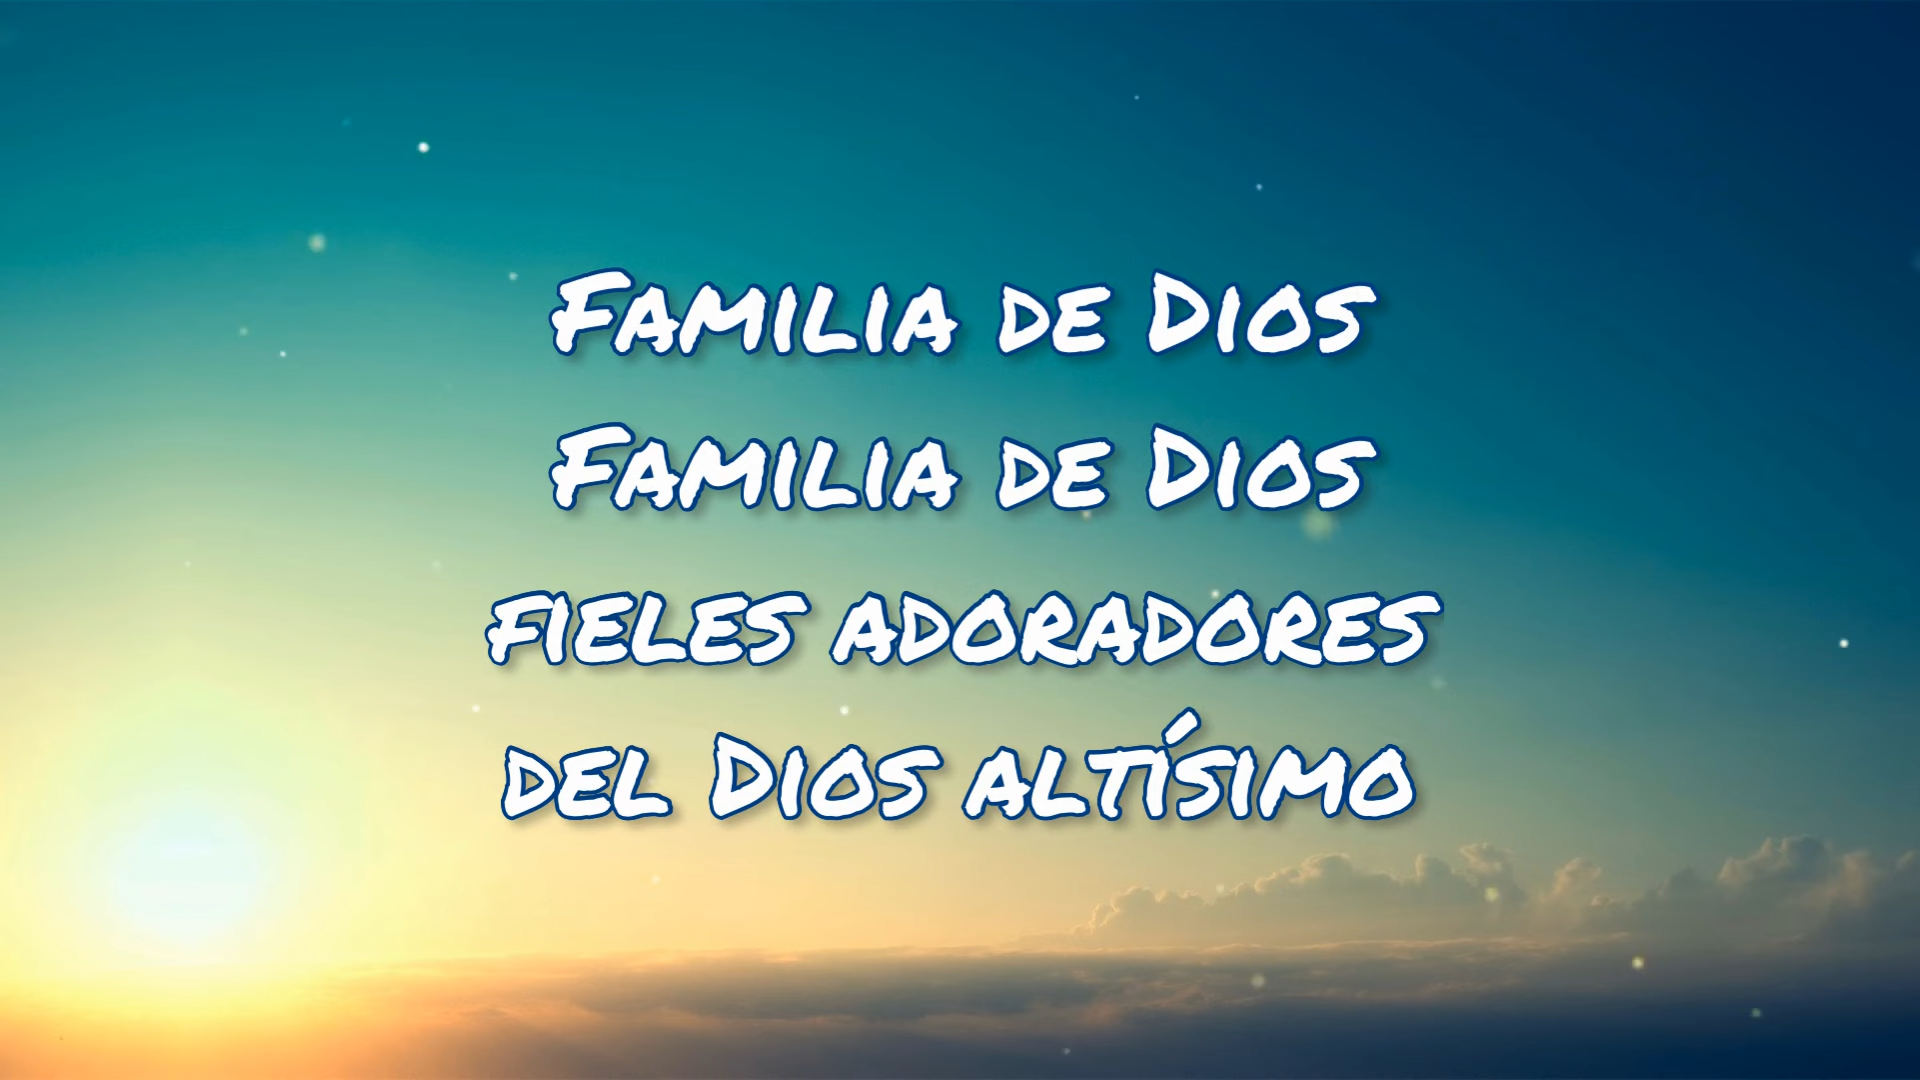 Familia de Dios
Familia de Dios
fieles adoradores
del Dios altísimo